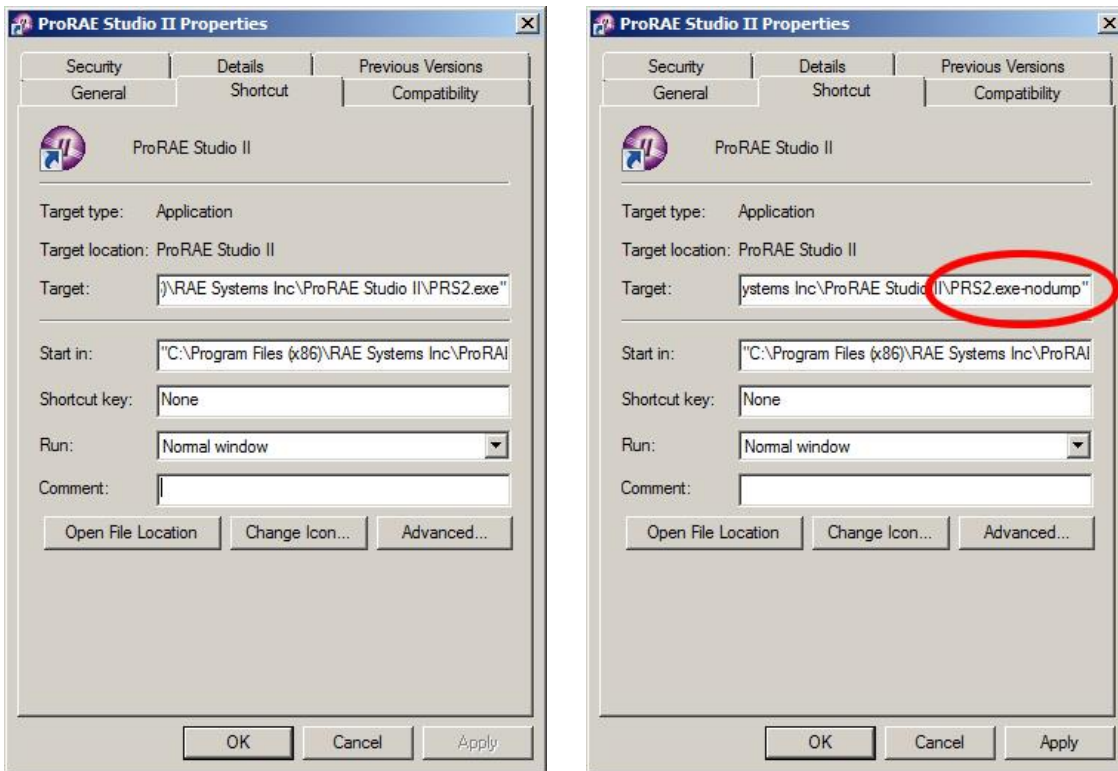 ProRAE Studio II Properties
Security Details Previous Versions
General Shortcut Compatibility
ProRAE Studio II
Target type: Application
Target location: ProRAE Studio II
Target: :)\RAE Systems Inc\ProRAE Studio II\PRS2.exe"
Start in: "C:\Program Files (x86)\RAE Systems Inc\ProRAI
Shortcut key: None
Run: Normal window
Comment:
Open File Location Change Icon... Advanced...
OK Cancel Apply
ProRAE Studio II Properties
Security Details Previous Versions
General Shortcut Compatibility
ProRAE Studio II
Target type: Application
Target location: ProRAE Studio II
Target: ystems Inc\ProRAE Studio II\PRS2.exe-nodump"
Start in: "C:\Program Files (x86)\RAE Systems Inc\ProRAI
Shortcut key: None
Run: Normal window
Comment:
Open File Location Change Icon... Advanced...
OK Cancel Apply